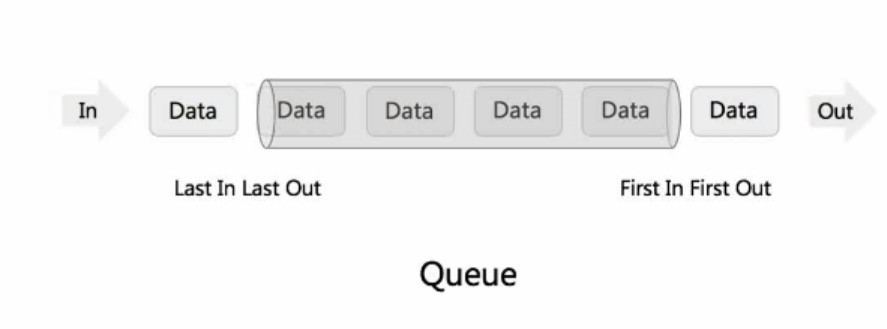 In Data Data Data Data Data Data Out
Last In Last Out First In First Out
Queue